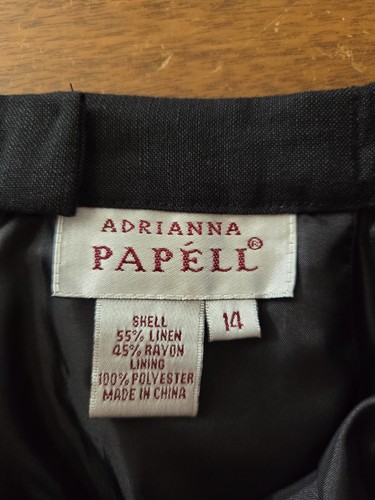 ADRIANNA
PAPÉLL®
14
SHELL
55% LINEN
45% RAYON
LINING
100% POLYESTER
MADE IN CHINA